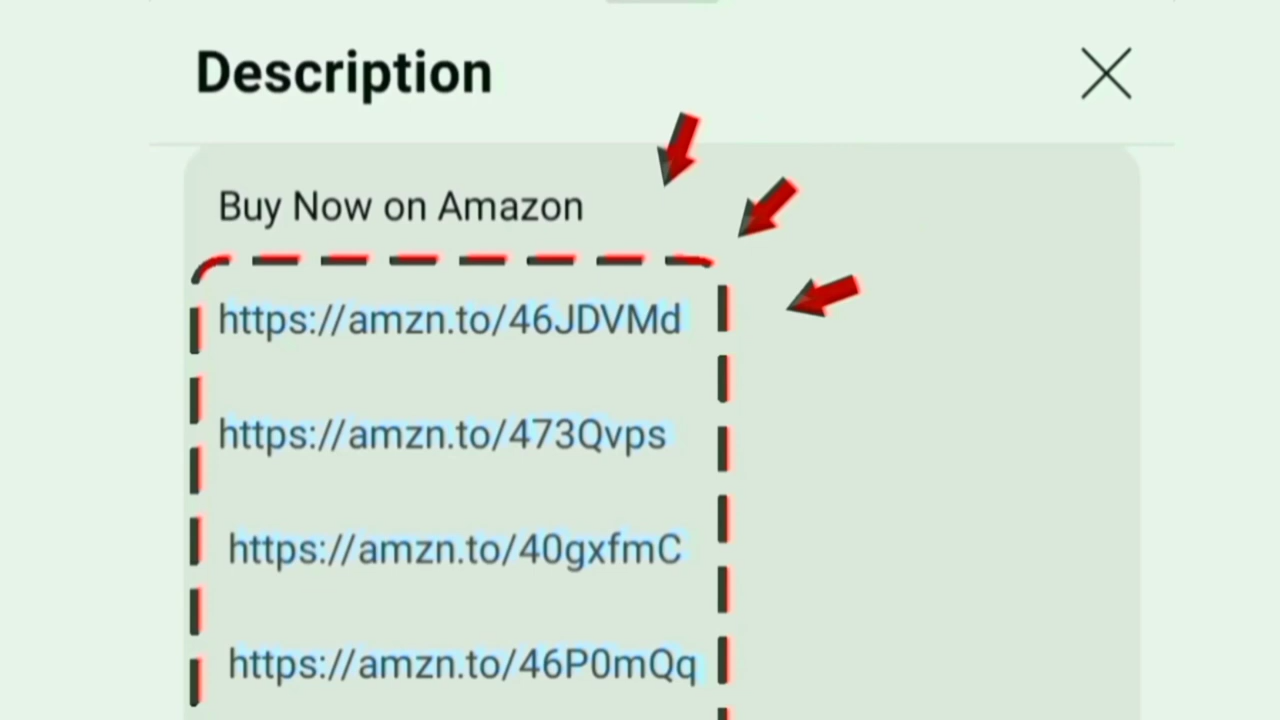 Description
Buy Now on Amazon
https://amzn.to/46JDVMd
https://amzn.to/473Qvps
https://amzn.to/40gxfmC
https://amzn.to/46P0mQq